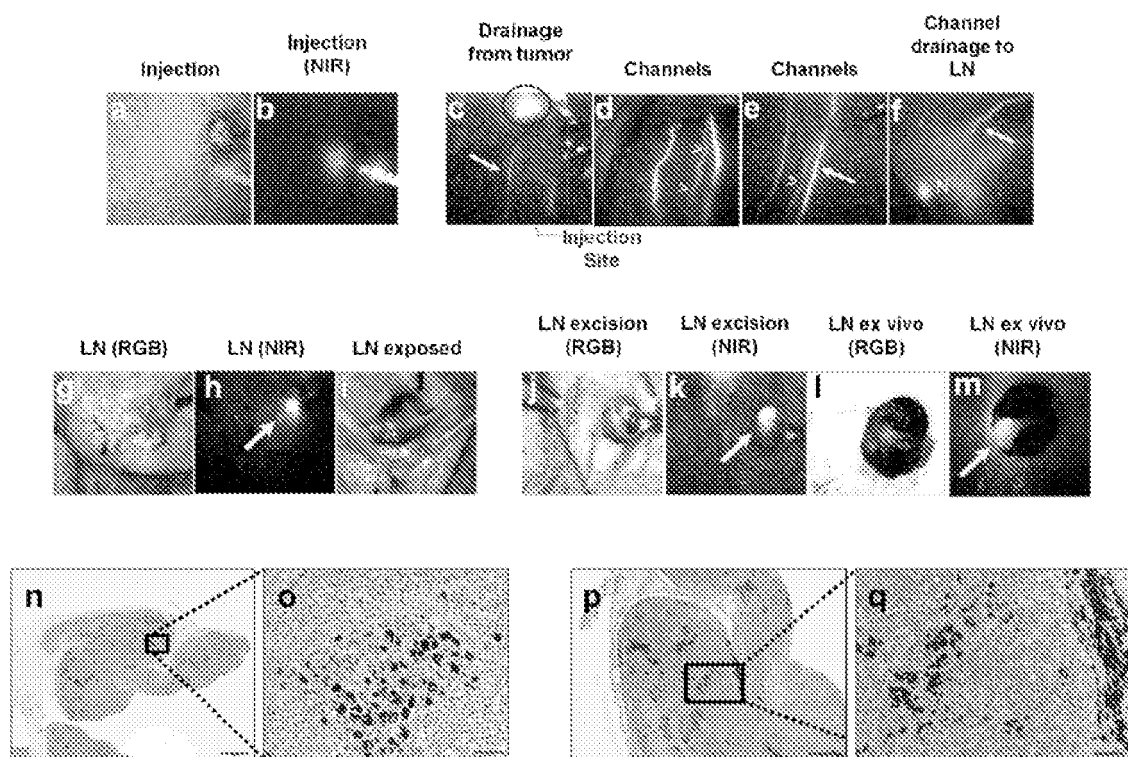 Injection
Injection
(NIR)
Drainage
from tumor
Channels
Channels
Channel
drainage to
LN
a
b
c
d
e
f
Injection
Site
LN (RGB)
LN (NIR)
LN exposed
LN excision
(RGB)
LN excision
(NIR)
LN ex vivo
(RGB)
LN ex vivo
(NIR)
g
h
i
j
k
l
m
n
o
p
q